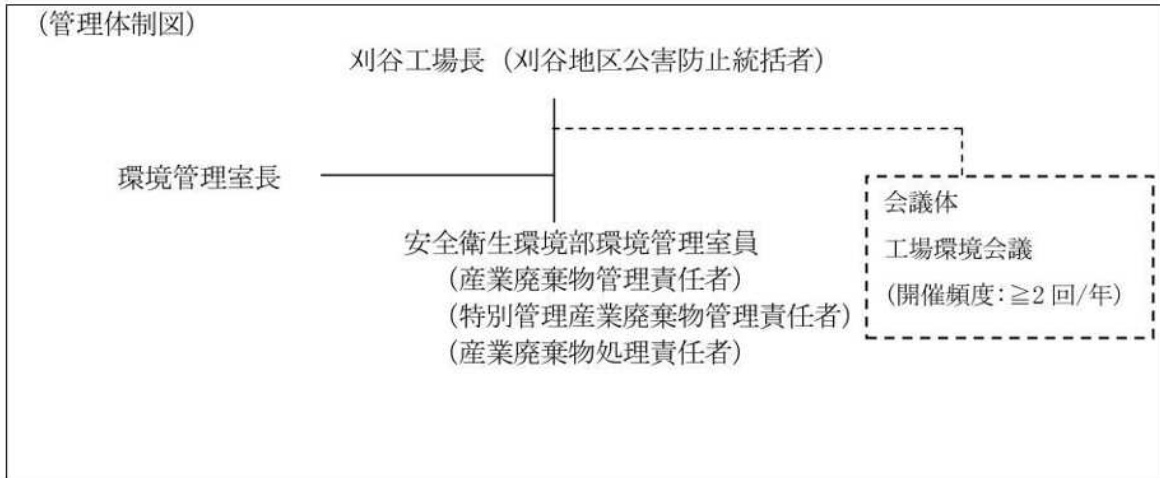 (管理体制図)
刈谷工場長（刈谷地区公害防止統括者）
環境管理室長
安全衛生環境部環境管理室員
(産業廃棄物管理責任者)
(特別管理産業廃棄物管理責任者)
(産業廃棄物処理責任者)
会議体
工場環境会議
(開催頻度：≧2回/年)